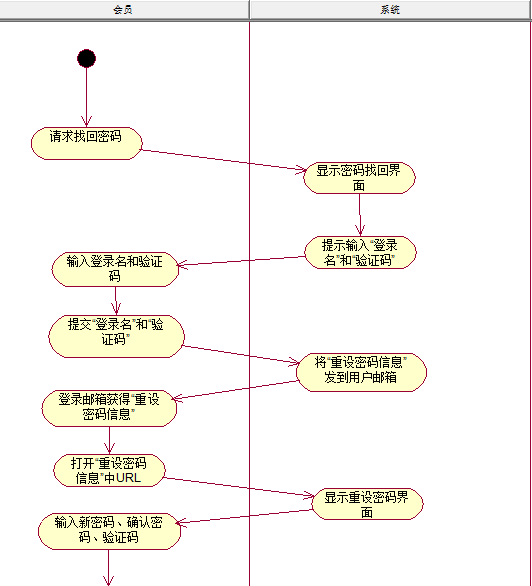 会员
系统
请求找回密码
显示密码找回界
面
提示输入“登录
名”和“验证码”
输入登录名和验证
码
提交“登录名”和“验
证码”
将“重设密码信息”
发到用户邮箱
登录邮箱获得“重设
密码信息”
打开“重设密码
信息”中URL
显示重设密码界
面
输入新密码、确认密
码、验证码